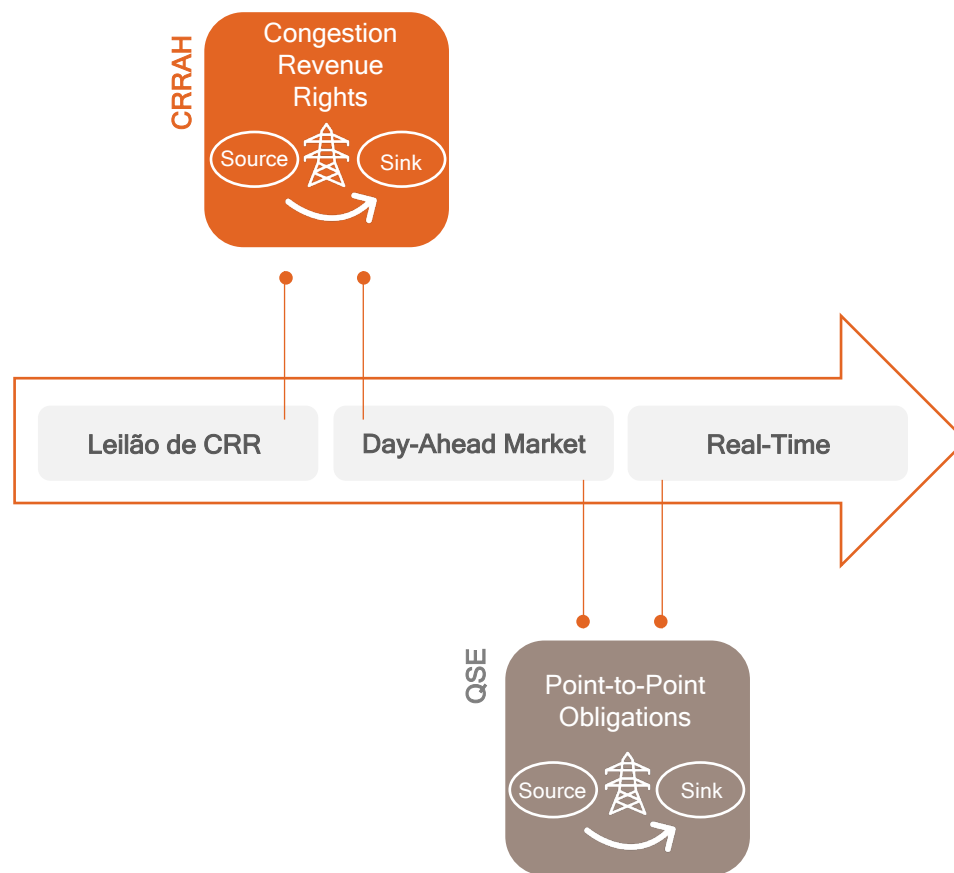 CRRAH
Congestion
Revenue
Rights
Source
Sink
Leilão de CRR
Day-Ahead Market
Real-Time
QSE
Point-to-Point
Obligations
Source
Sink